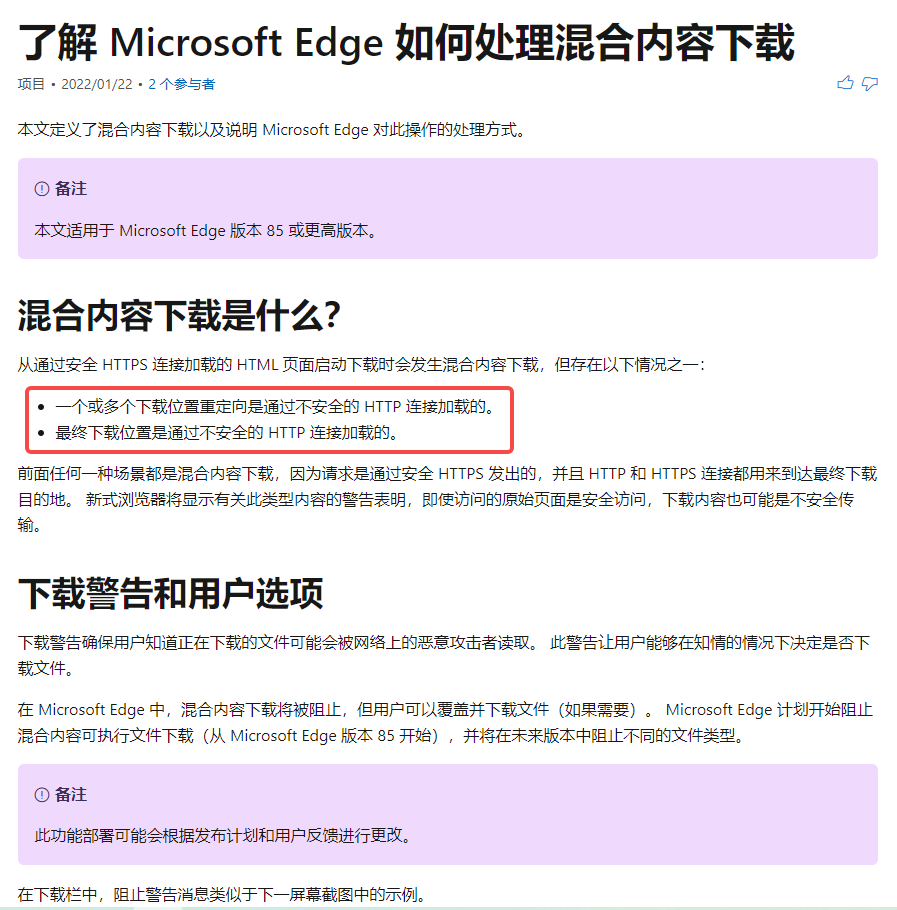 了解 Microsoft Edge 如何处理混合内容下载
项目 • 2022/01/22 • 2 个参与者
本文定义了混合内容下载以及说明 Microsoft Edge 对此操作的处理方式。
备注
本文适用于 Microsoft Edge 版本 85 或更高版本。
混合内容下载是什么?
从通过安全 HTTPS 连接加载的 HTML 页面启动下载时会发生混合内容下载，但存在以下情况之一：
• 一个或多个下载位置重定向是通过不安全的 HTTP 连接加载的。
• 最终下载位置是通过不安全的 HTTP 连接加载的。
前面任何一种场景都是混合内容下载，因为请求是通过安全 HTTPS 发出的，并且 HTTP 和 HTTPS 连接都用来到达最终下载
目的地。 新式浏览器将显示有关此类型内容的警告表明，即使访问的原始页面是安全访问，下载内容也可能是不安全传
输。
下载警告和用户选项
下载警告确保用户知道正在下载的文件可能会被网络上的恶意攻击者读取。 此警告让用户能够在知情的情况下决定是否下
载文件。
在 Microsoft Edge 中，混合内容下载将被阻止，但用户可以覆盖并下载文件（如果需要）。 Microsoft Edge 计划开始阻止
混合内容可执行文件下载（从 Microsoft Edge 版本 85 开始），并将在未来版本中阻止不同的文件类型。
备注
此功能部署可能会根据发布计划和用户反馈进行更改。
在下载栏中，阻止警告消息类似于下一屏幕截图中的示例。